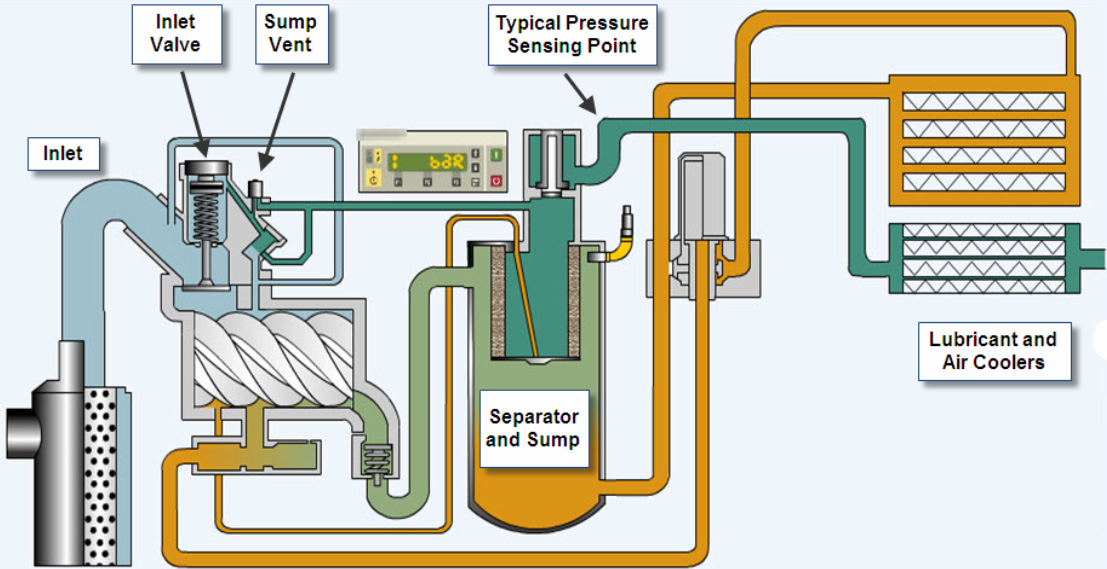 Inlet
Valve
Sump
Vent
Typical Pressure
Sensing Point
Inlet
Lubricant and
Air Coolers
Separator
and Sump